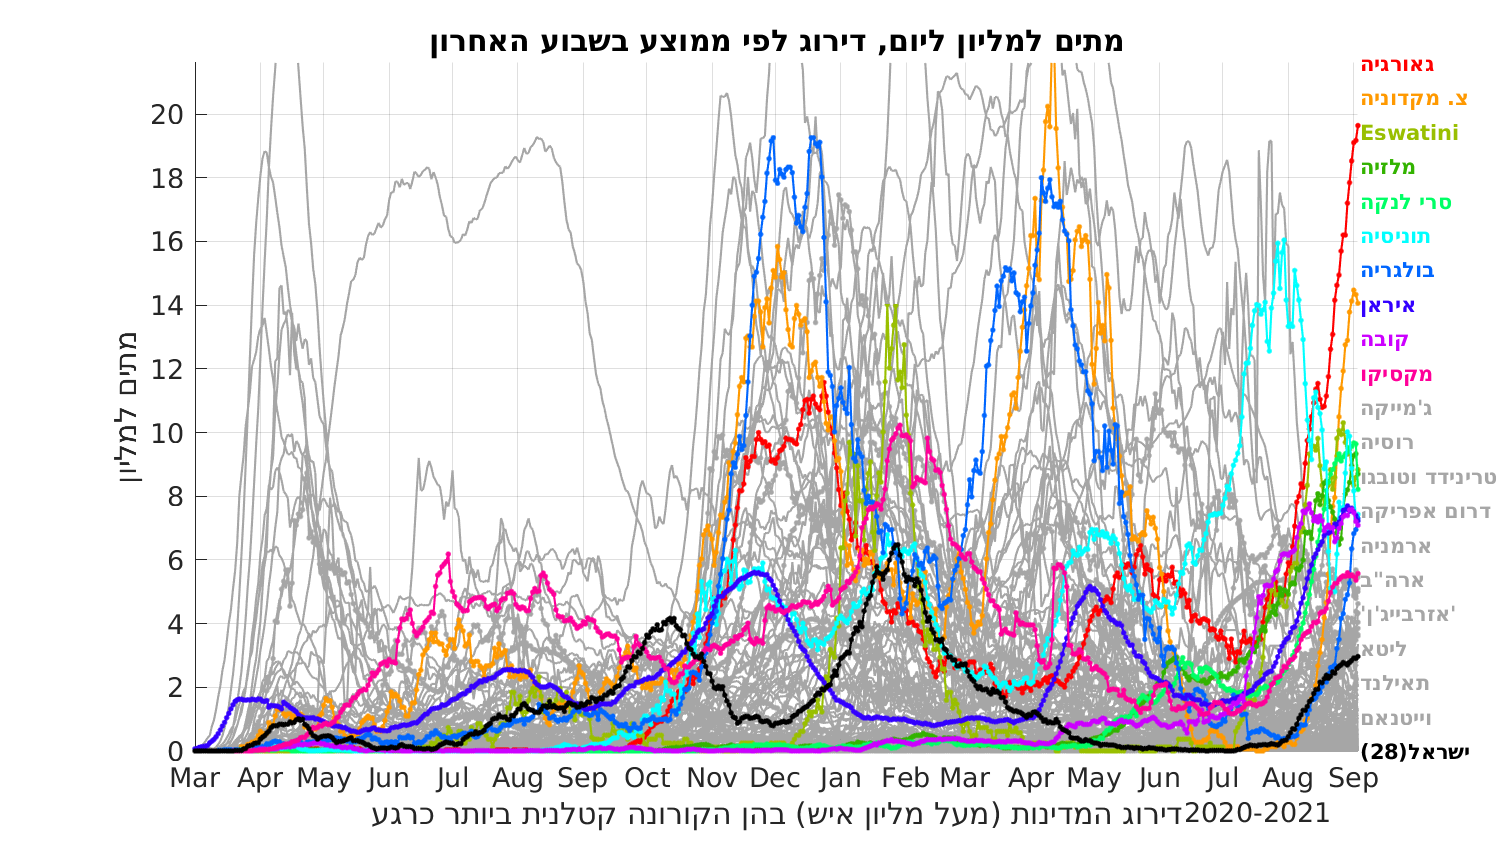 מתים למליון ליום, דירוג לפי ממוצע בשבוע האחרון
מתים למליון
20
18
16
14
12
10
8
6
4
2
0
Mar Apr May Jun Jul Aug Sep Oct Nov Dec Jan Feb Mar Apr May Jun Jul Aug Sep
דירוג המדינות (מעל מליון איש) בהן הקורונה קטלנית ביותר כרגע2020-2021
גאורגיה
צ. מקדוניה
Eswatini
מלזיה
סרי לנקה
תוניסיה
בולגריה
איראן
קובה
מקסיקו
ג'מייקה
רוסיה
טרינידד וטובגו
דרום אפריקה
ארמניה
ארה"ב
'אזרבייג'ן'
ליטא
תאילנד
וייטנאם
ישראל(28)